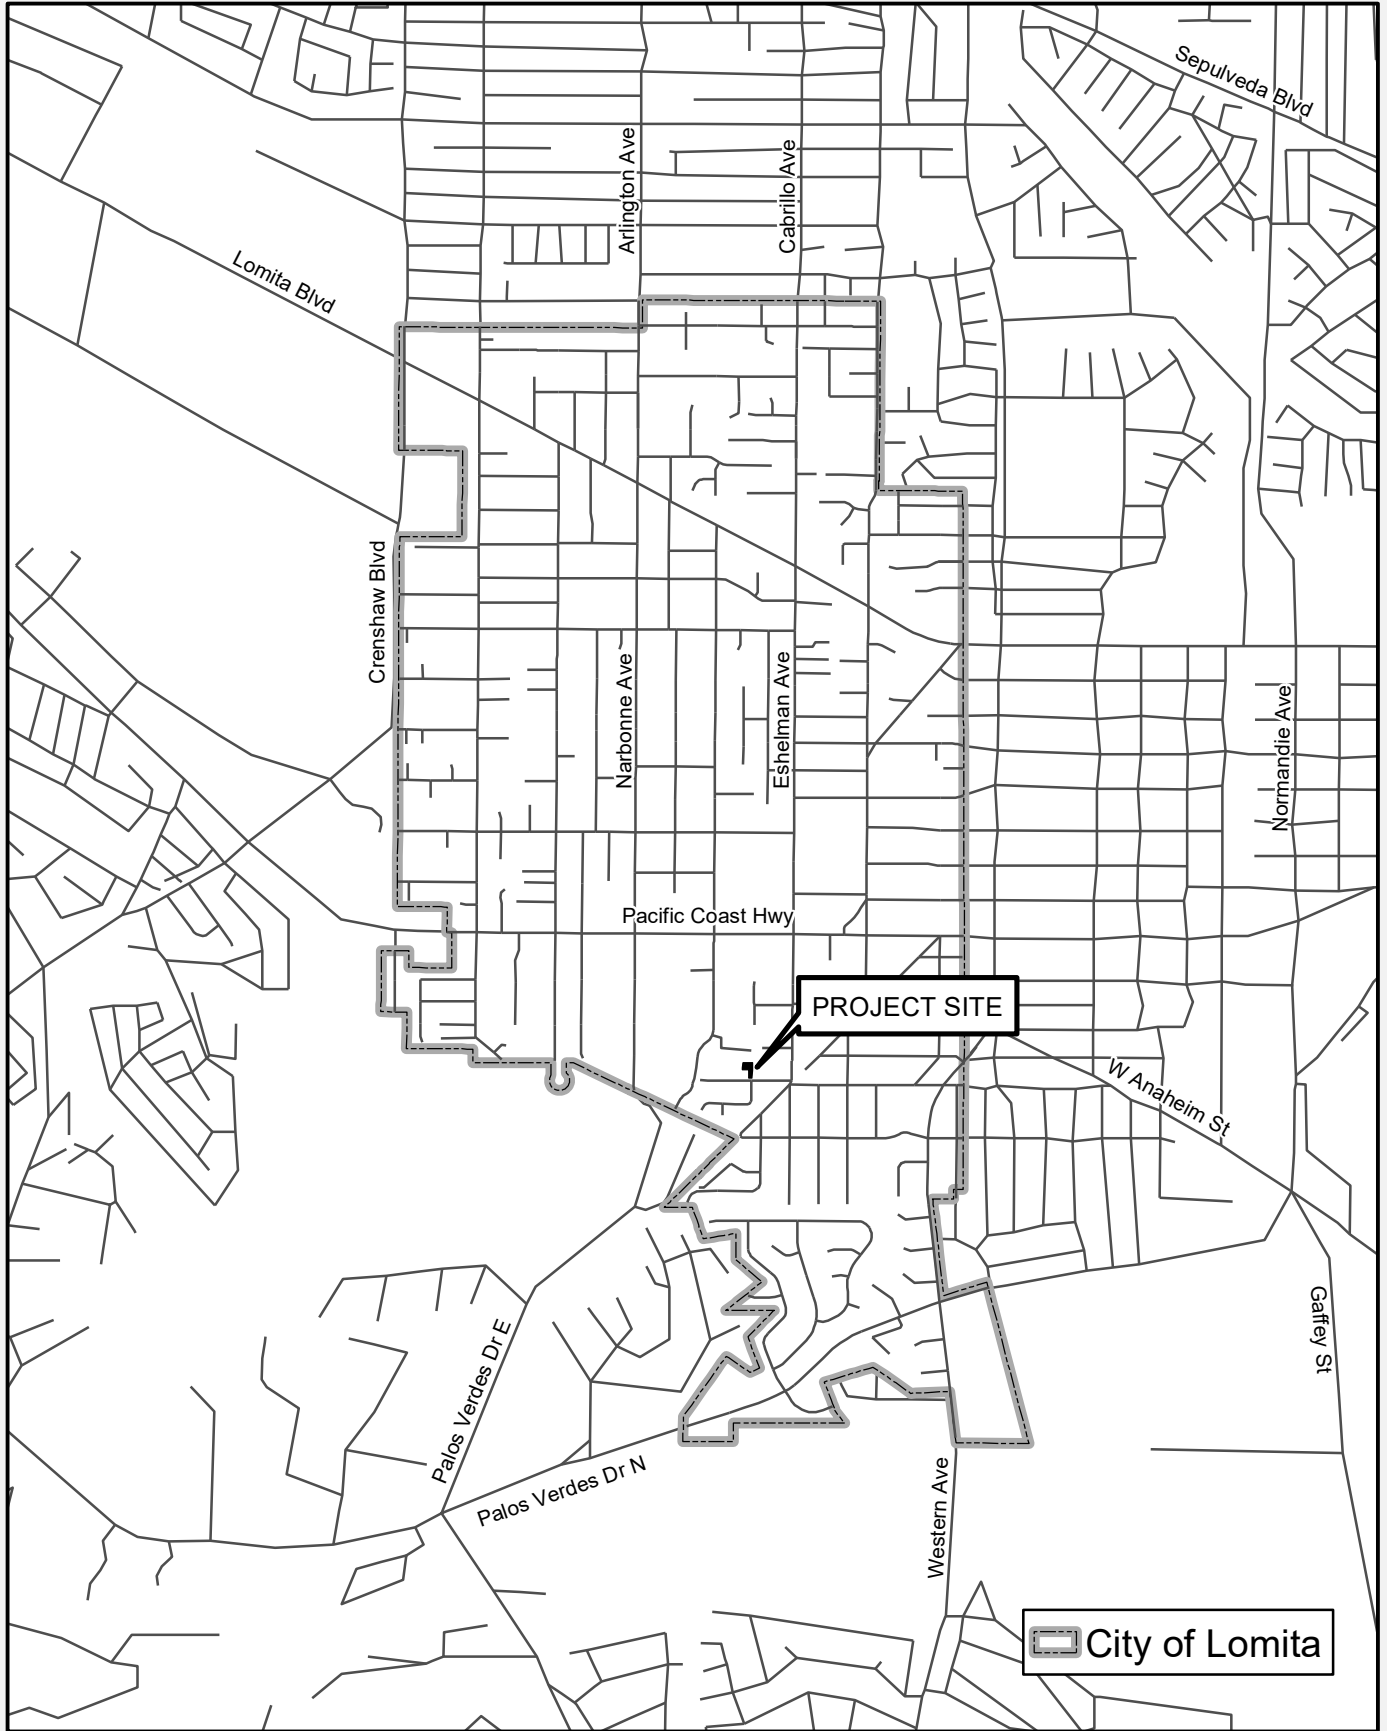 Sepulveda Blvd
Arlington Ave
Cabrillo Ave
Lomita Blvd
Crenshaw Blvd
Narbonne Ave
Eshelman Ave
Normandie Ave
Pacific Coast Hwy
PROJECT SITE
W Anaheim St
Gaffey St
Palos Verdes Dr E
Palos Verdes Dr N
Western Ave
City of Lomita